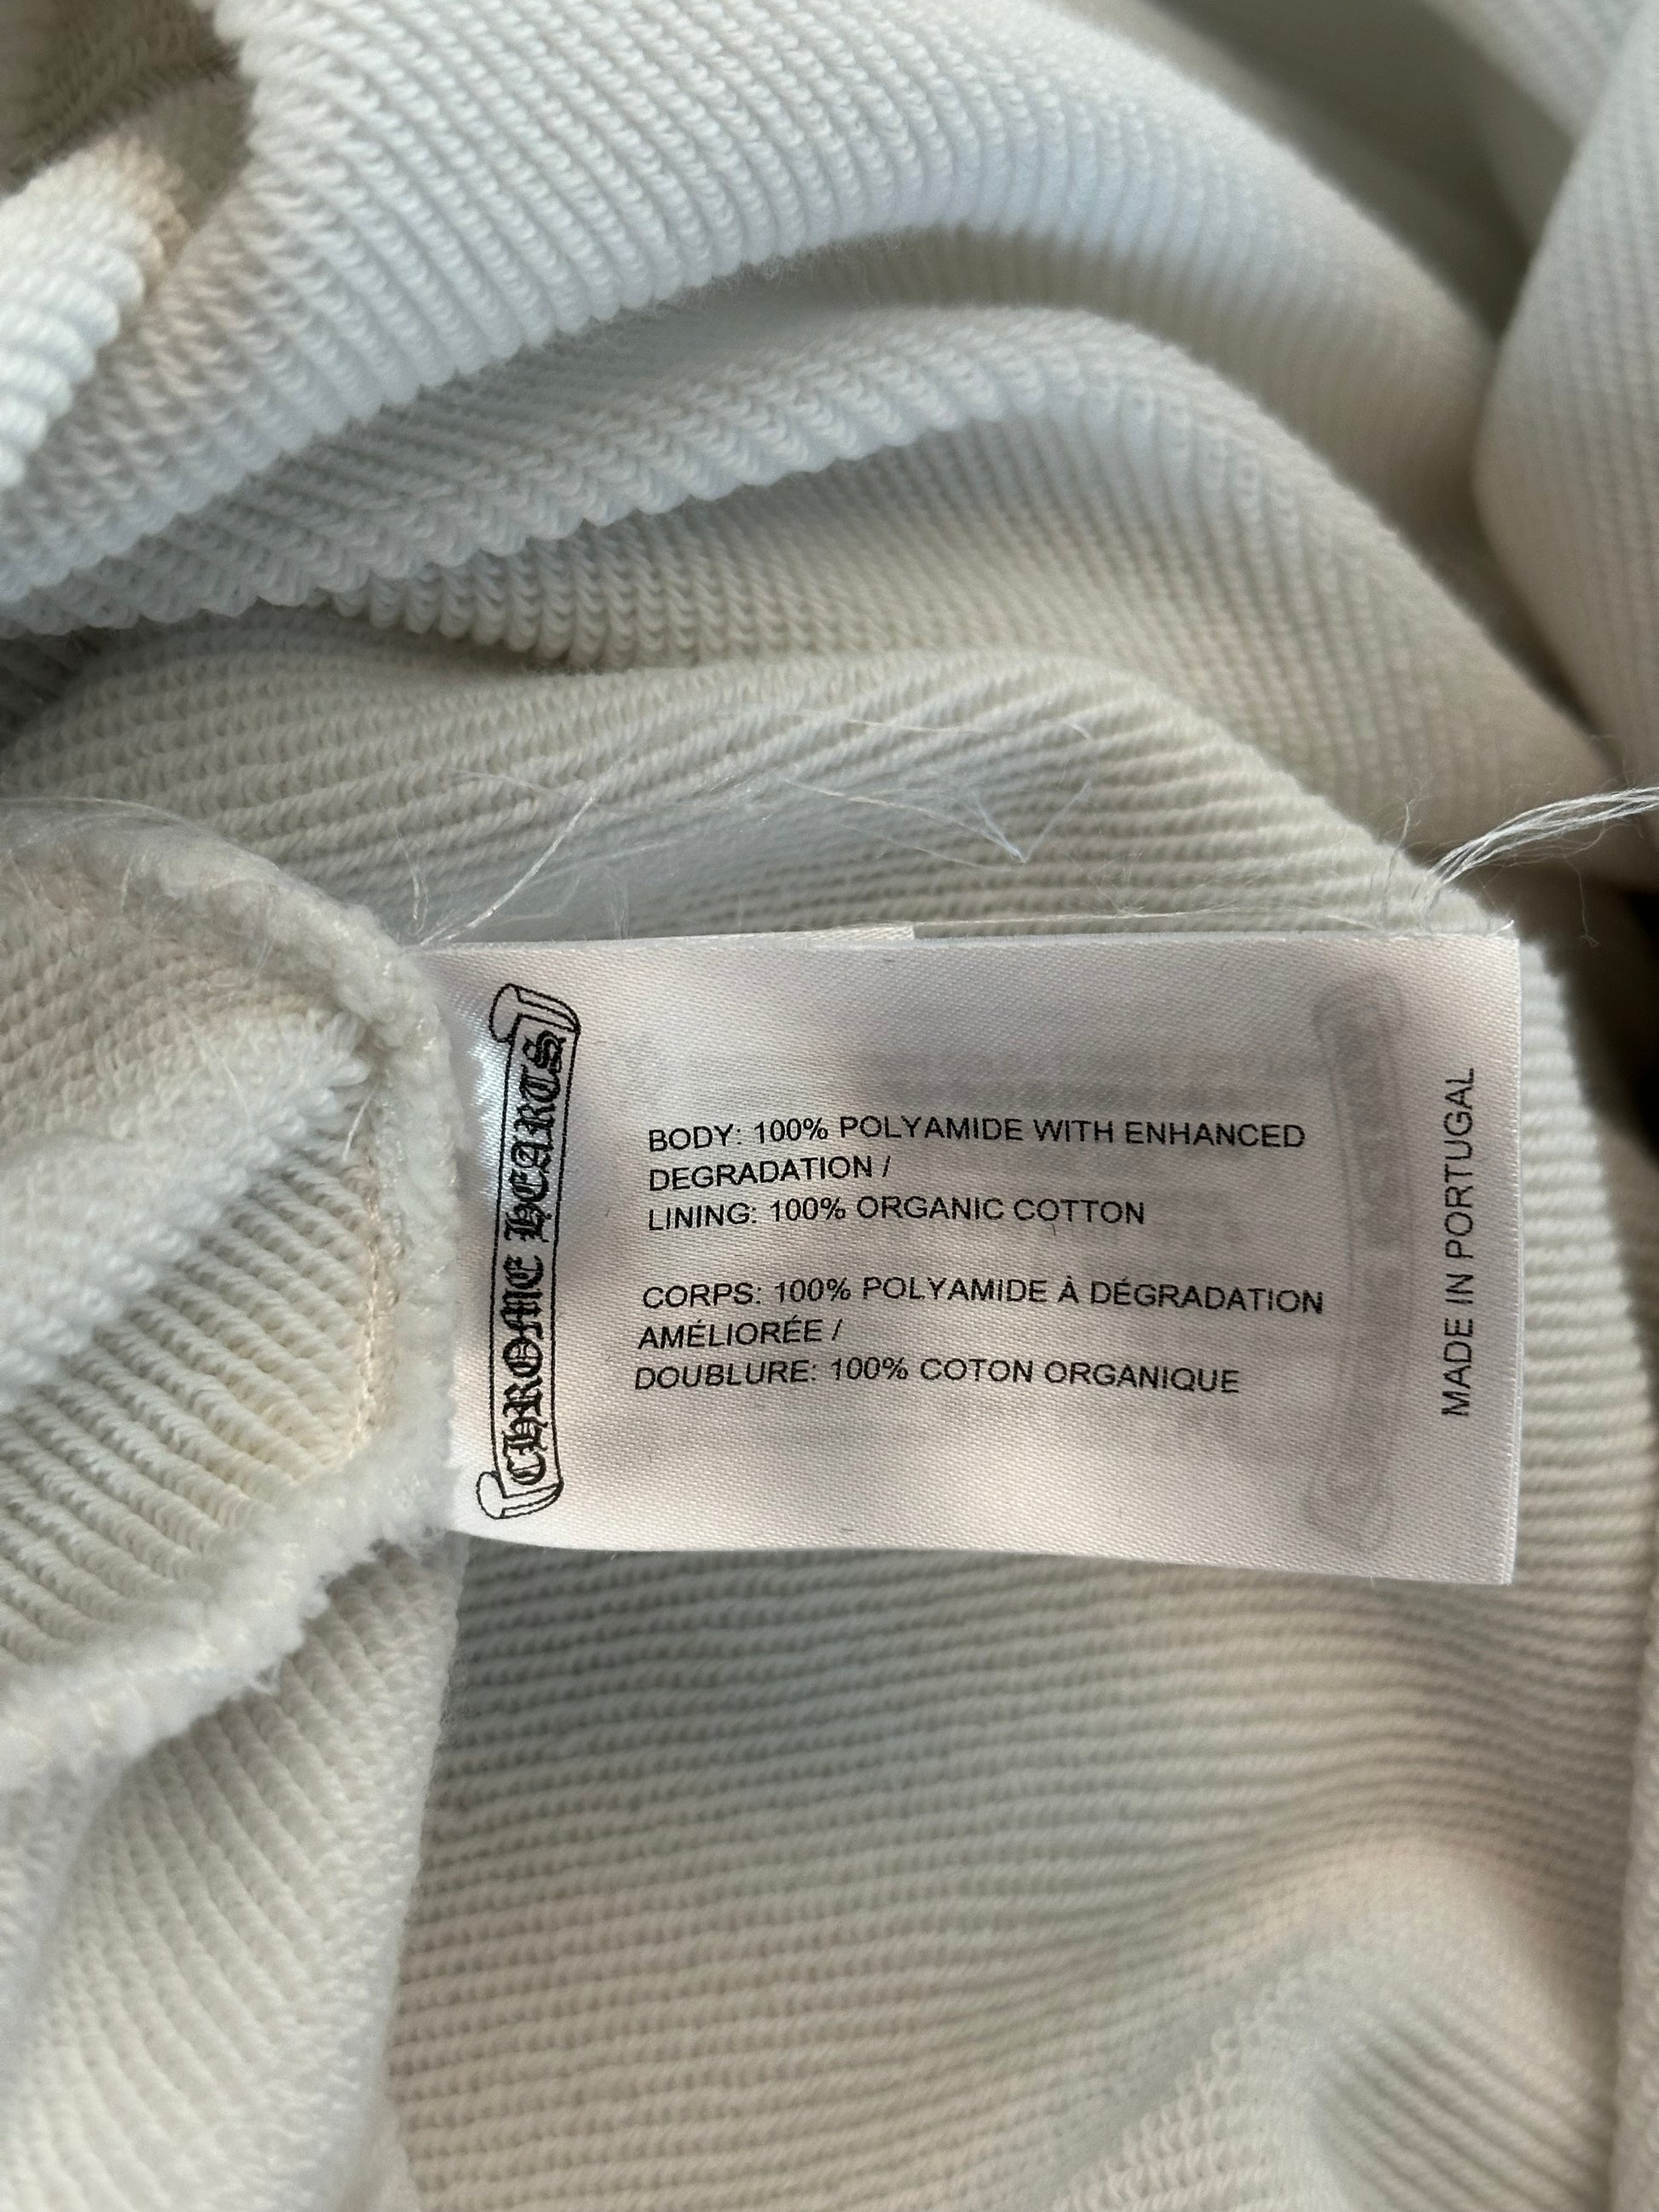 CHROME HEARTS
BODY: 100% POLYAMIDE WITH ENHANCED
DEGRADATION /
LINING: 100% ORGANIC COTTON
CORPS: 100% POLYAMIDE À DÉGRADATION
AMÉLIORÉE /
DOUBLURE: 100% COTON ORGANIQUE
MADE IN PORTUGAL